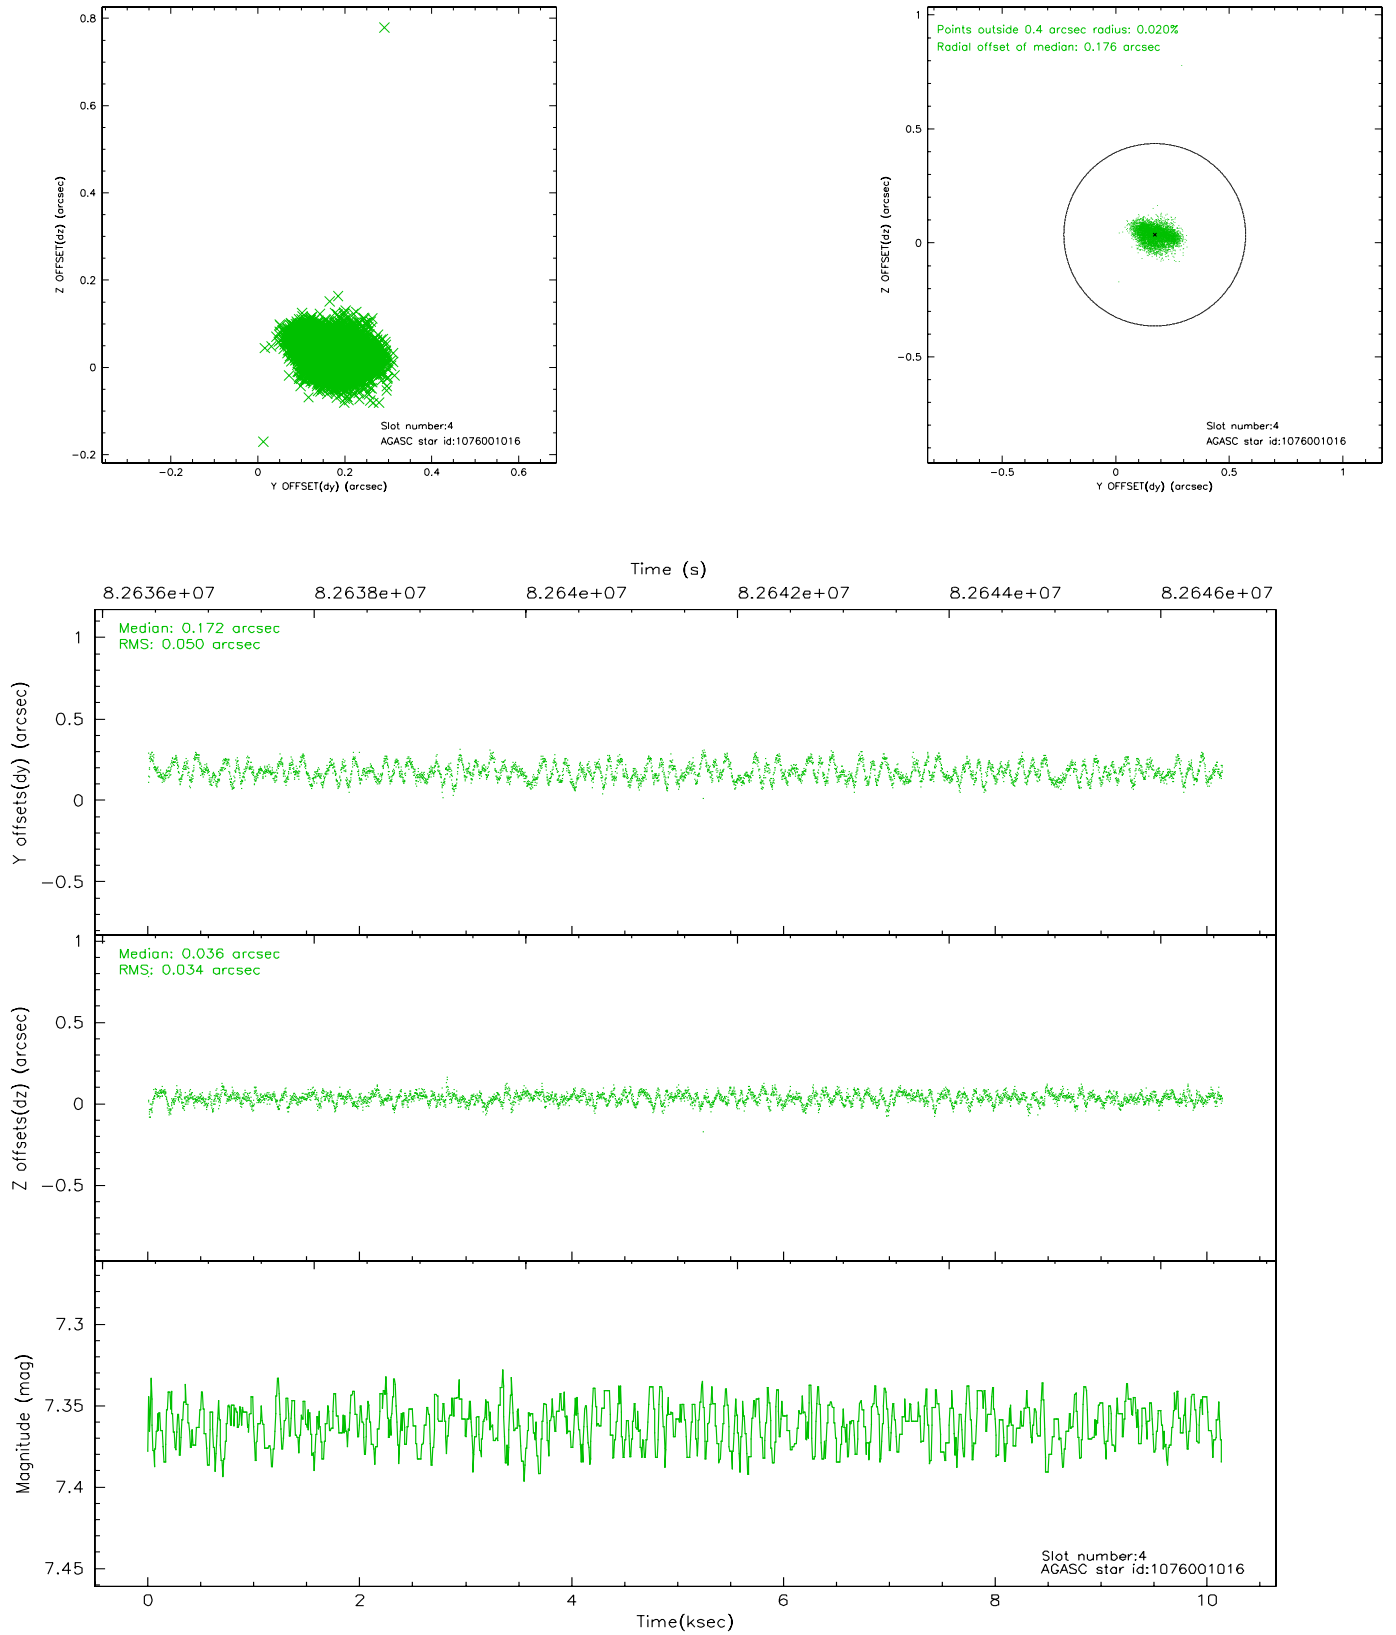 0.8
0.6
0.4
0.2
0
−0.2
Z OFFSET(dz) (arcsec)
Slot number:4
AGASC star id:1076001016
−0.2 0 0.2 0.4 0.6
Y OFFSET(dy) (arcsec)
Points outside 0.4 arcsec radius: 0.020%
Radial offset of median: 0.176 arcsec
1
0.5
0
−0.5
Z OFFSET(dz) (arcsec)
Slot number:4
AGASC star id:1076001016
−0.5 0 0.5 1
Y OFFSET(dy) (arcsec)
Time (s)
8.2636e+07 8.2638e+07 8.264e+07 8.2642e+07 8.2644e+07 8.2646e+07
Median: 0.172 arcsec
RMS: 0.050 arcsec
1
0.5
0
−0.5
Y offsets(dy) (arcsec)
Median: 0.036 arcsec
RMS: 0.034 arcsec
1
0.5
0
−0.5
Z offsets(dz) (arcsec)
7.3
7.35
7.4
7.45
Magnitude (mag)
Slot number:4
AGASC star id:1076001016
0 2 4 6 8 10
Time(ksec)